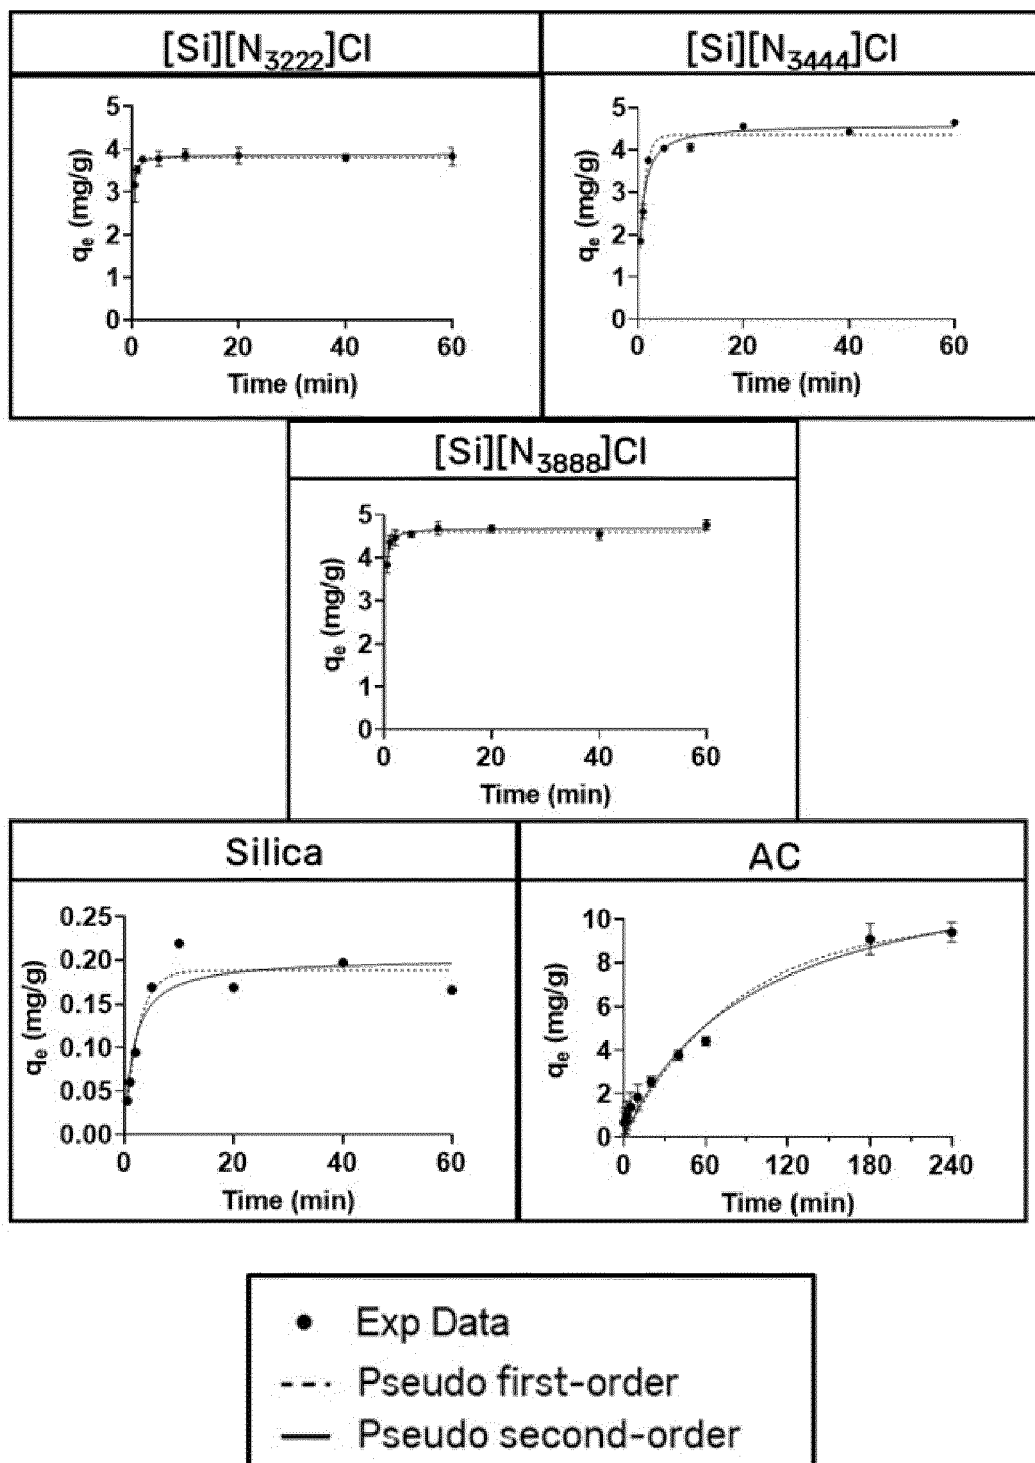 [Si][N3222]Cl
5
4
3
2
1
0
qe (mg/g)
0 20 40 60
Time (min)
[Si][N3444]Cl
5
4
3
2
1
0
qe (mg/g)
0 20 40 60
Time (min)
[Si][N3888]Cl
5
4
3
2
1
0
qe (mg/g)
0 20 40 60
Time (min)
Silica
0.25
0.20
0.15
0.10
0.05
0.00
qe (mg/g)
0 20 40 60
Time (min)
AC
10
8
6
4
2
0
qe (mg/g)
0 60 120 180 240
Time (min)
Exp Data
Pseudo first-order
Pseudo second-order